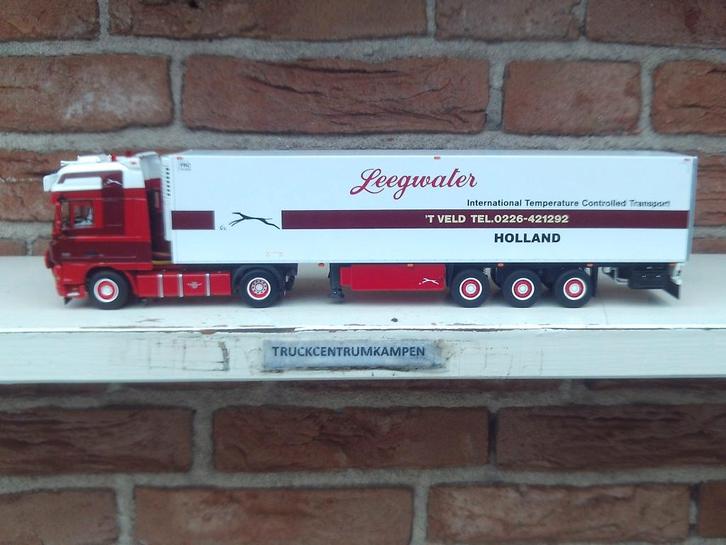 Leegwater
International Temperature Controlled Transport
'T VELD TEL.0226-421292
HOLLAND
TRUCKCENTRUMKAMPEN